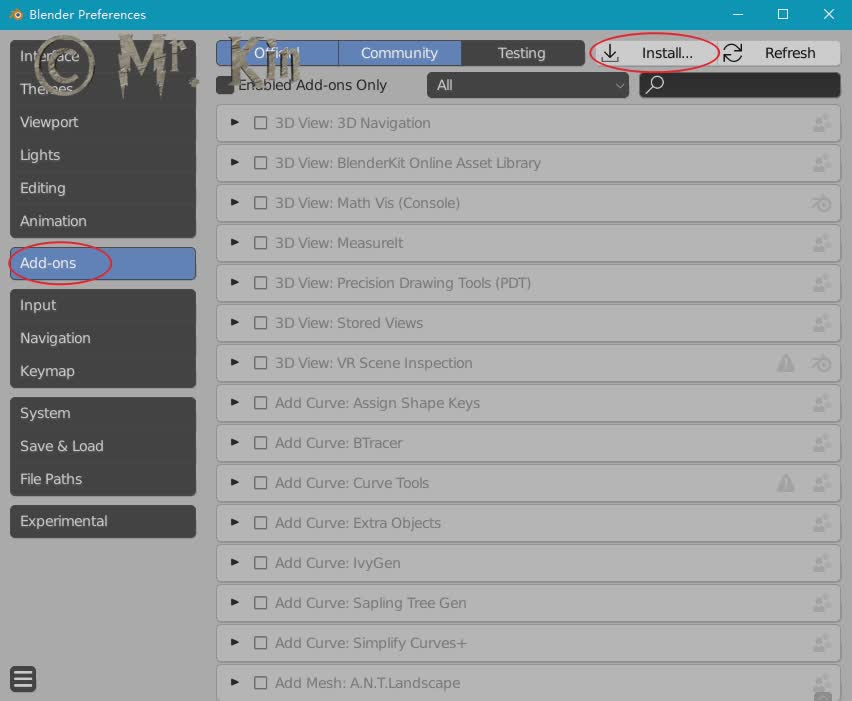 Blender Preferences
© Mr. Kin
Interface
Themes
Viewport
Lights
Editing
Animation
Add-ons
Input
Navigation
Keymap
System
Save & Load
File Paths
Experimental
Official Community Testing Install... Refresh
Enabled Add-ons Only All
3D View: 3D Navigation
3D View: BlenderKit Online Asset Library
3D View: Math Vis (Console)
3D View: MeasureIt
3D View: Precision Drawing Tools (PDT)
3D View: Stored Views
3D View: VR Scene Inspection
Add Curve: Assign Shape Keys
Add Curve: BTracer
Add Curve: Curve Tools
Add Curve: Extra Objects
Add Curve: IvyGen
Add Curve: Sapling Tree Gen
Add Curve: Simplify Curves+
Add Mesh: A.N.T.Landscape